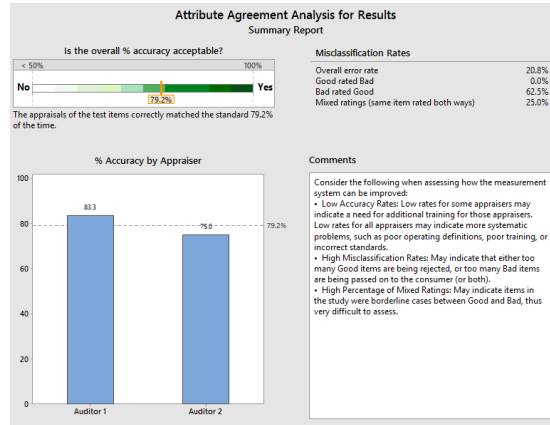 Attribute Agreement Analysis for Results
Summary Report
Is the overall % accuracy acceptable?
< 50% 100%
No Yes
79.2%
The appraisals of the test items correctly matched the standard 79.2%
of the time.
Misclassification Rates
Overall error rate 20.8%
Good rated Bad 0.0%
Bad rated Good 62.5%
Mixed ratings (same item rated both ways) 25.0%
% Accuracy by Appraiser
100
80
60
40
20
0
83.3
75.0
79.2%
Auditor 1 Auditor 2
Comments
Consider the following when assessing how the measurement
system can be improved:
• Low Accuracy Rates: Low rates for some appraisers may
indicate a need for additional training for those appraisers.
Low rates for all appraisers may indicate more systematic
problems, such as poor operating definitions, poor training, or
incorrect standards.
• High Misclassification Rates: May indicate that either too
many Good items are being rejected, or too many Bad items
are being passed on to the consumer (or both).
• High Percentage of Mixed Ratings: May indicate items in
the study were borderline cases between Good and Bad, thus
very difficult to assess.